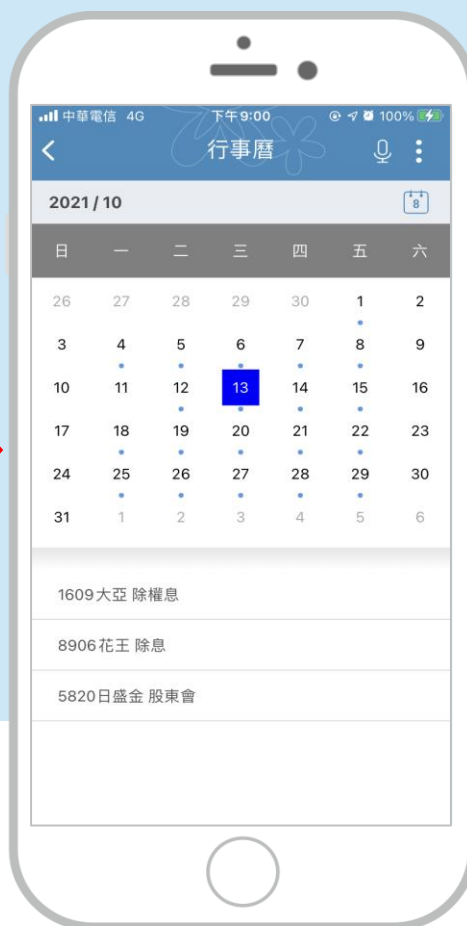 中華電信 4G 下午9:00 100%
行事曆
2021 / 10 8
日 一 二 三 四 五 六
26 27 28 29 30 1 2
3 4 5 6 7 8 9
10 11 12 13 14 15 16
17 18 19 20 21 22 23
24 25 26 27 28 29 30
31 1 2 3 4 5 6
1609大亞 除權息
8906花王 除息
5820日盛金 股東會